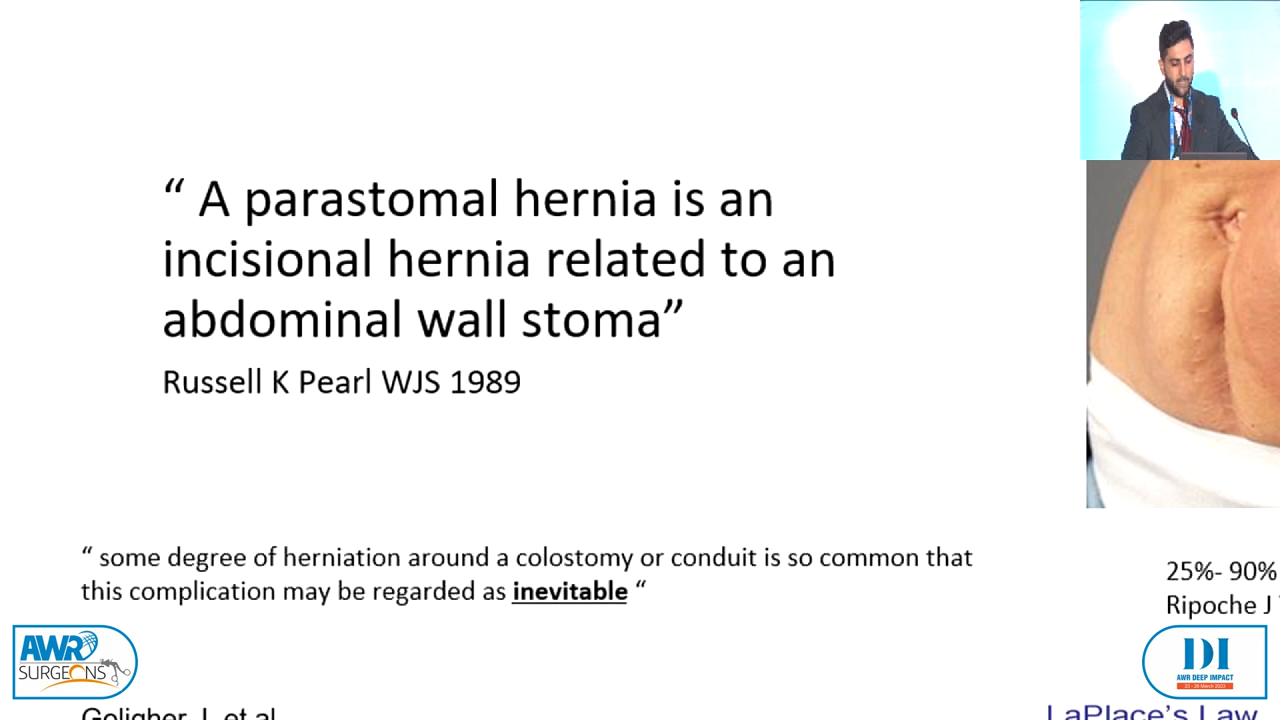 “ A parastomal hernia is an
incisional hernia related to an
abdominal wall stoma”
Russell K Pearl WJS 1989
“ some degree of herniation around a colostomy or conduit is so common that
this complication may be regarded as inevitable “
25%- 90%
Ripoche J
AWR
SURGEONS
DI
AWR DEEP IMPACT
Goligher J, et al
LaPlace's Law